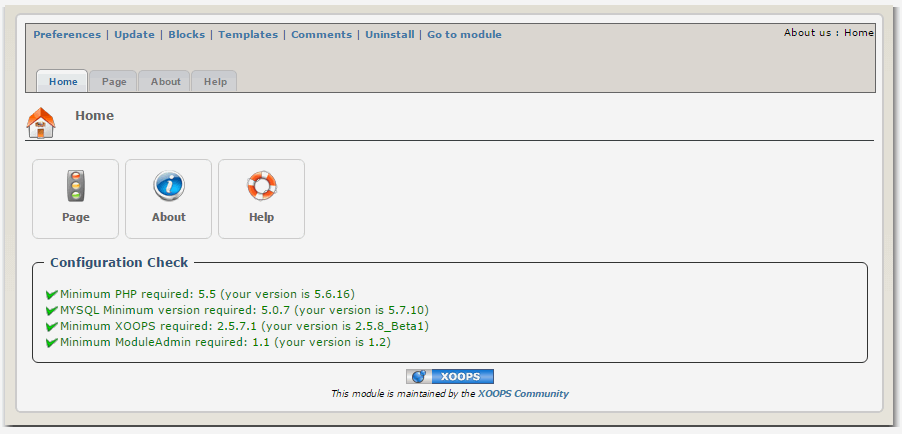 Preferences | Update | Blocks | Templates | Comments | Uninstall | Go to module
About us : Home
Home Page About Help
Home
Page About Help
Configuration Check
Minimum PHP required: 5.5 (your version is 5.6.16)
MYSQL Minimum version required: 5.0.7 (your version is 5.7.10)
Minimum XOOPS required: 2.5.7.1 (your version is 2.5.8_Beta1)
Minimum ModuleAdmin required: 1.1 (your version is 1.2)
XOOPS
This module is maintained by the XOOPS Community